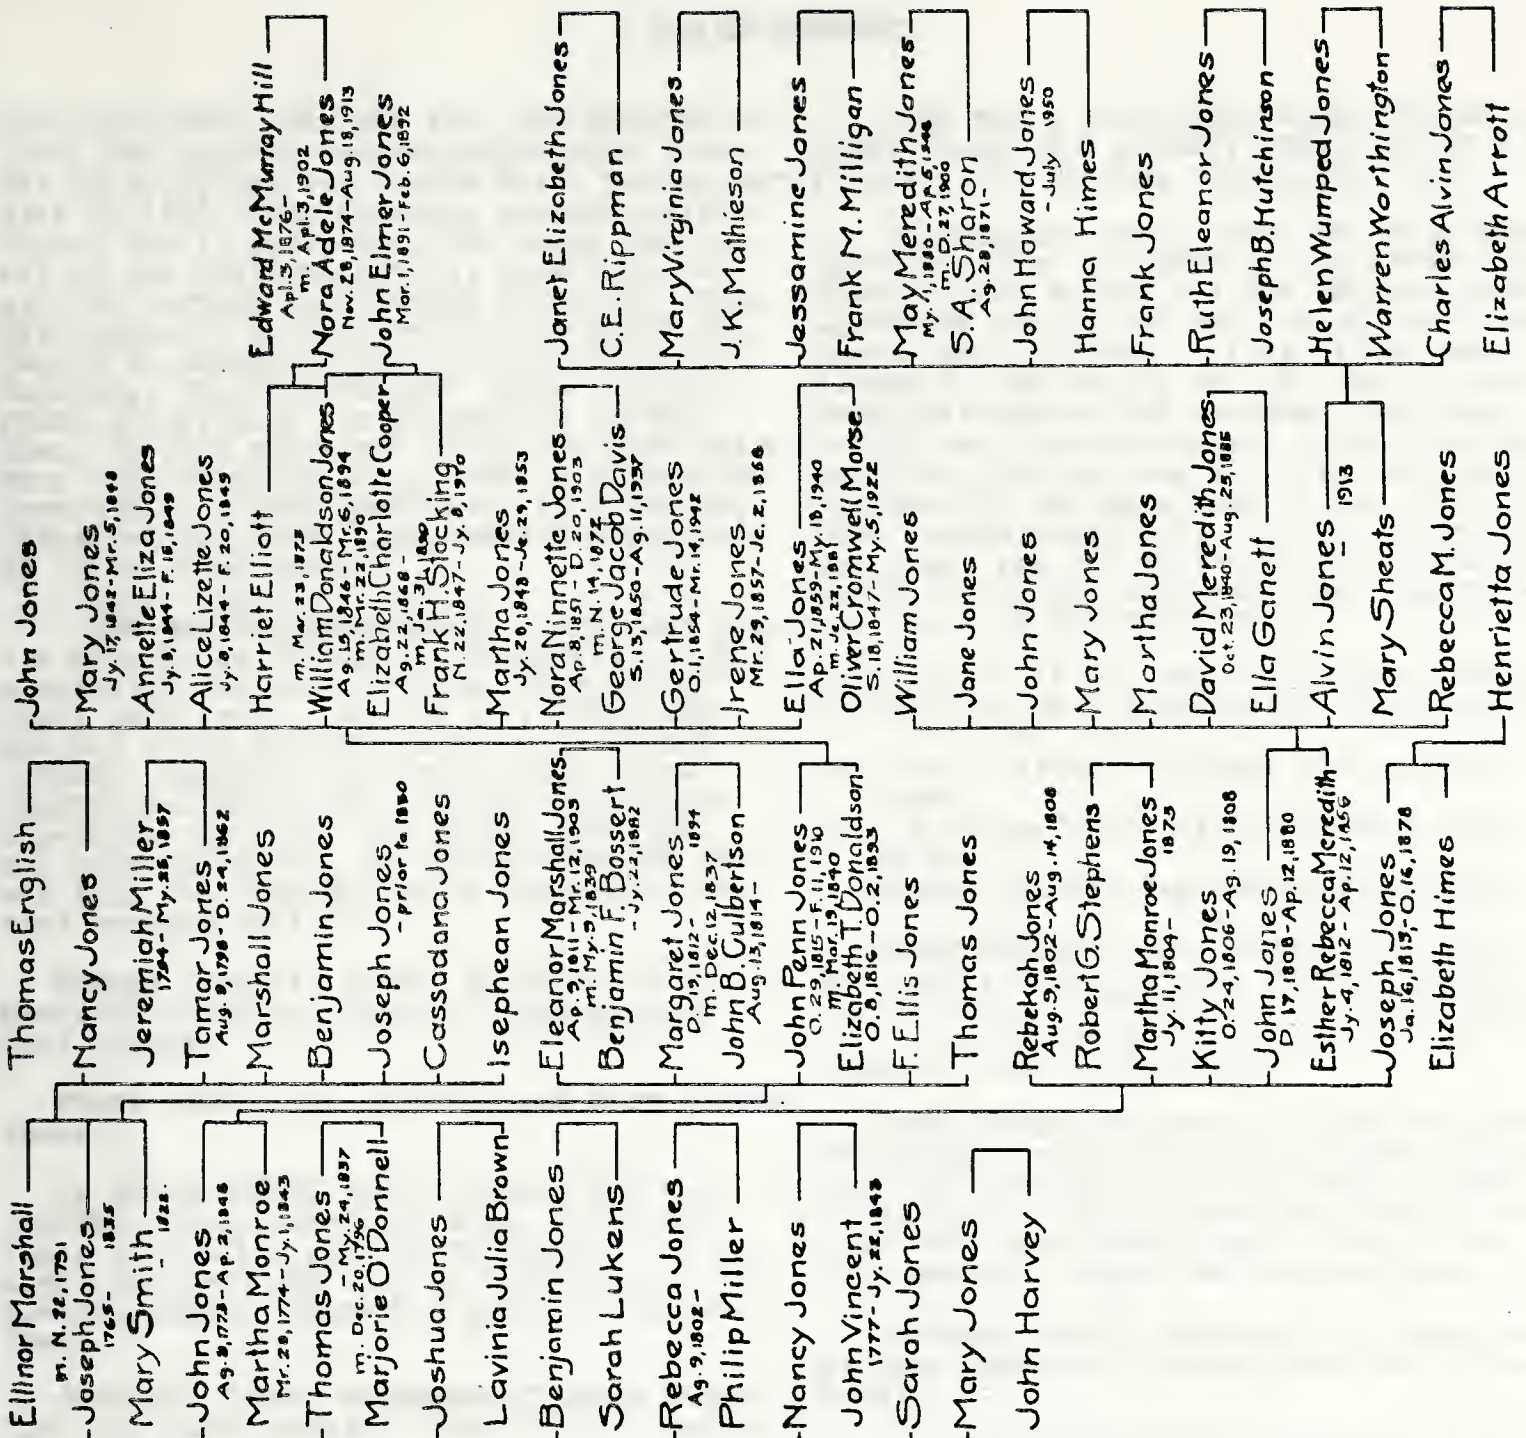 Ellinor Marshall
m. N. 22, 1791
Joseph Jones
1765- 1835
Mary Smith
- 1822.
John Jones
Ag. 8, 1773-Ap. 2, 1848
Martha Monroe
Mr. 28, 1774-Jy. 1, 1843
Thomas Jones
- My. 24, 1837
m. Dec. 20, 1796
Marjorie O'Donnell
Joshua Jones
Lavinia Julia Brown
Benjamin Jones
Sarah Lukens
Rebecca Jones
Ag. 9, 1802-
Philip Miller
Nancy Jones
John Vincent
1777- Jy. 22, 1843
Sarah Jones
Mary Jones
John Harvey
Thomas English
Nancy Jones
Jeremiah Miller
1784- My. 28, 1857
Tamar Jones
Aug. 9, 1798-D. 24, 1862
Marshall Jones
Benjamin Jones
Joseph Jones
-prior to 1880
Cassadana Jones
Isephean Jones
Eleanor Marshall Jones
Ap. 9, 1811-Mr. 12, 1903
m. My. 9, 1839
Benjamin F. Bossert
- Jy. 22, 1882
Margaret Jones
D. 19, 1812- 1894
m. Dec. 12, 1837
John B. Culbertson
Aug. 13, 1814-
John Penn Jones
O. 29, 1815-F. 11, 1910
m. Mar. 19, 1840
Elizabeth T. Donaldson
O. 8, 1816-O. 2, 1893
F. Ellis Jones
Thomas Jones
Rebekah Jones
Aug. 9, 1802-Aug. 14, 1808
Robert G. Stephens
Martha Monroe Jones
Jy. 11, 1804- 1873
Kitty Jones
O. 24, 1806-Ag. 19, 1808
John Jones
D. 17, 1808-Ap. 12, 1880
Esther Rebecca Meredith
Jy. 4, 1812-Ap. 12, 1856
Joseph Jones
Ja. 16, 1813,-O. 16, 1878
Elizabeth Himes
John Jones
Mary Jones
Jy. 17, 1842-Mr. 5, 1848
Annette Eliza Jones
Jy. 8, 1844-F. 15, 1849
Alice Lizette Jones
Jy. 8, 1844-F. 20, 1849
Harriet Elliott
m. Mar. 23, 1873
William Donaldson Jones
Ag. 15, 1846-Mr. 6, 1894
m. Mr. 22, 1890
Elizabeth Charlotte Cooper
Ag. 22, 1868-
m. Ja. 31
Frank H. Slocking
N. 22, 1847-Jy. 8, 1910
Martha Jones
Jy. 28, 1848-Je. 29, 1853
Nora Ninnette Jones
Ap. 8, 1851-D. 20, 1903
m. N. 14, 1872
George Jacob Davis
S. 13, 1850-Ag. 11, 1937
Gertrude Jones
O. 1, 1854-Mr. 14, 1942
Irene Jones
Mr. 29, 1857-Je. 2, 1858
Ella Jones
Ap. 21, 1859-My. 18, 1940
m. Je. 22, 1881
Oliver Cromwell Morse
S. 18, 1847-My. 5, 1922
William Jones
Jane Jones
John Jones
Mary Jones
Martha Jones
David Meredith Jones
Oct. 23, 1840-Aug. 25, 1885
Ella Ganett
Alvin Jones
- 1913
Mary Sheats
Rebecca M. Jones
Henrietta Jones
Edward McMurray Hill
Apl. 3, 1876-
m. Apl. 3, 1902
Nora Adele Jones
Nov. 28, 1874-Aug. 18, 1913
John Elmer Jones
Mar. 1, 1891-Feb. 6, 1892
Janet Elizabeth Jones
C.E. Rippman
Mary Virginia Jones
J.K. Mathieson
Jessamine Jones
Frank M. Milligan
May Meredith Jones
My. 1, 1880-Ap. 5,
m. D. 27, 1900
S.A. Sharon
Ag. 28, 1871-
John Howard Jones
-July 1950
Hanna Himes
Frank Jones
Ruth Eleanor Jones
Joseph B. Hutchinson
Helen Wumped Jones
Warren Worthington
Charles Alvin Jones
Elizabeth Arrott